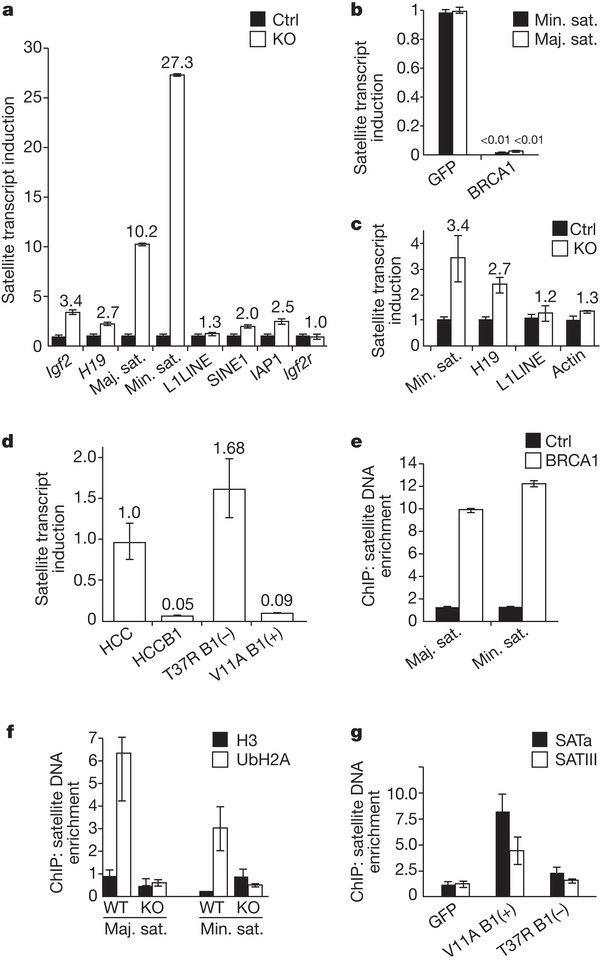 a
Ctrl
KO
Satellite transcript induction
30
25
20
15
10
5
0
3.4
2.7
10.2
27.3
1.3
2.0
2.5
1.0
Igf2
H19
Maj. sat.
Min. sat.
L1LINE
SINE1
IAP1
Igf2r
b
Min. sat.
Maj. sat.
Satellite transcript
induction
1
0.8
0.6
0.4
0.2
0
<0.01 <0.01
GFP
BRCA1
c
Ctrl
KO
Satellite transcript
induction
4
3
2
1
0
3.4
2.7
1.2
1.3
Min. sat.
H19
L1LINE
Actin
d
Satellite transcript
induction
2.0
1.5
1.0
0.5
0
1.0
0.05
1.68
0.09
HCC
HCCB1
T37R B1(–)
V11A B1(+)
e
Ctrl
BRCA1
ChIP: satellite DNA
enrichment
14
12
10
8
6
4
2
0
Maj. sat.
Min. sat.
f
H3
UbH2A
ChIP: satellite DNA
enrichment
7
6
5
4
3
2
1
0
WT KO WT KO
Maj. sat. Min. sat.
g
SATa
SATIII
ChIP: satellite DNA
enrichment
10.0
7.5
5.0
2.5
0
GFP
V11A B1(+)
T37R B1(–)